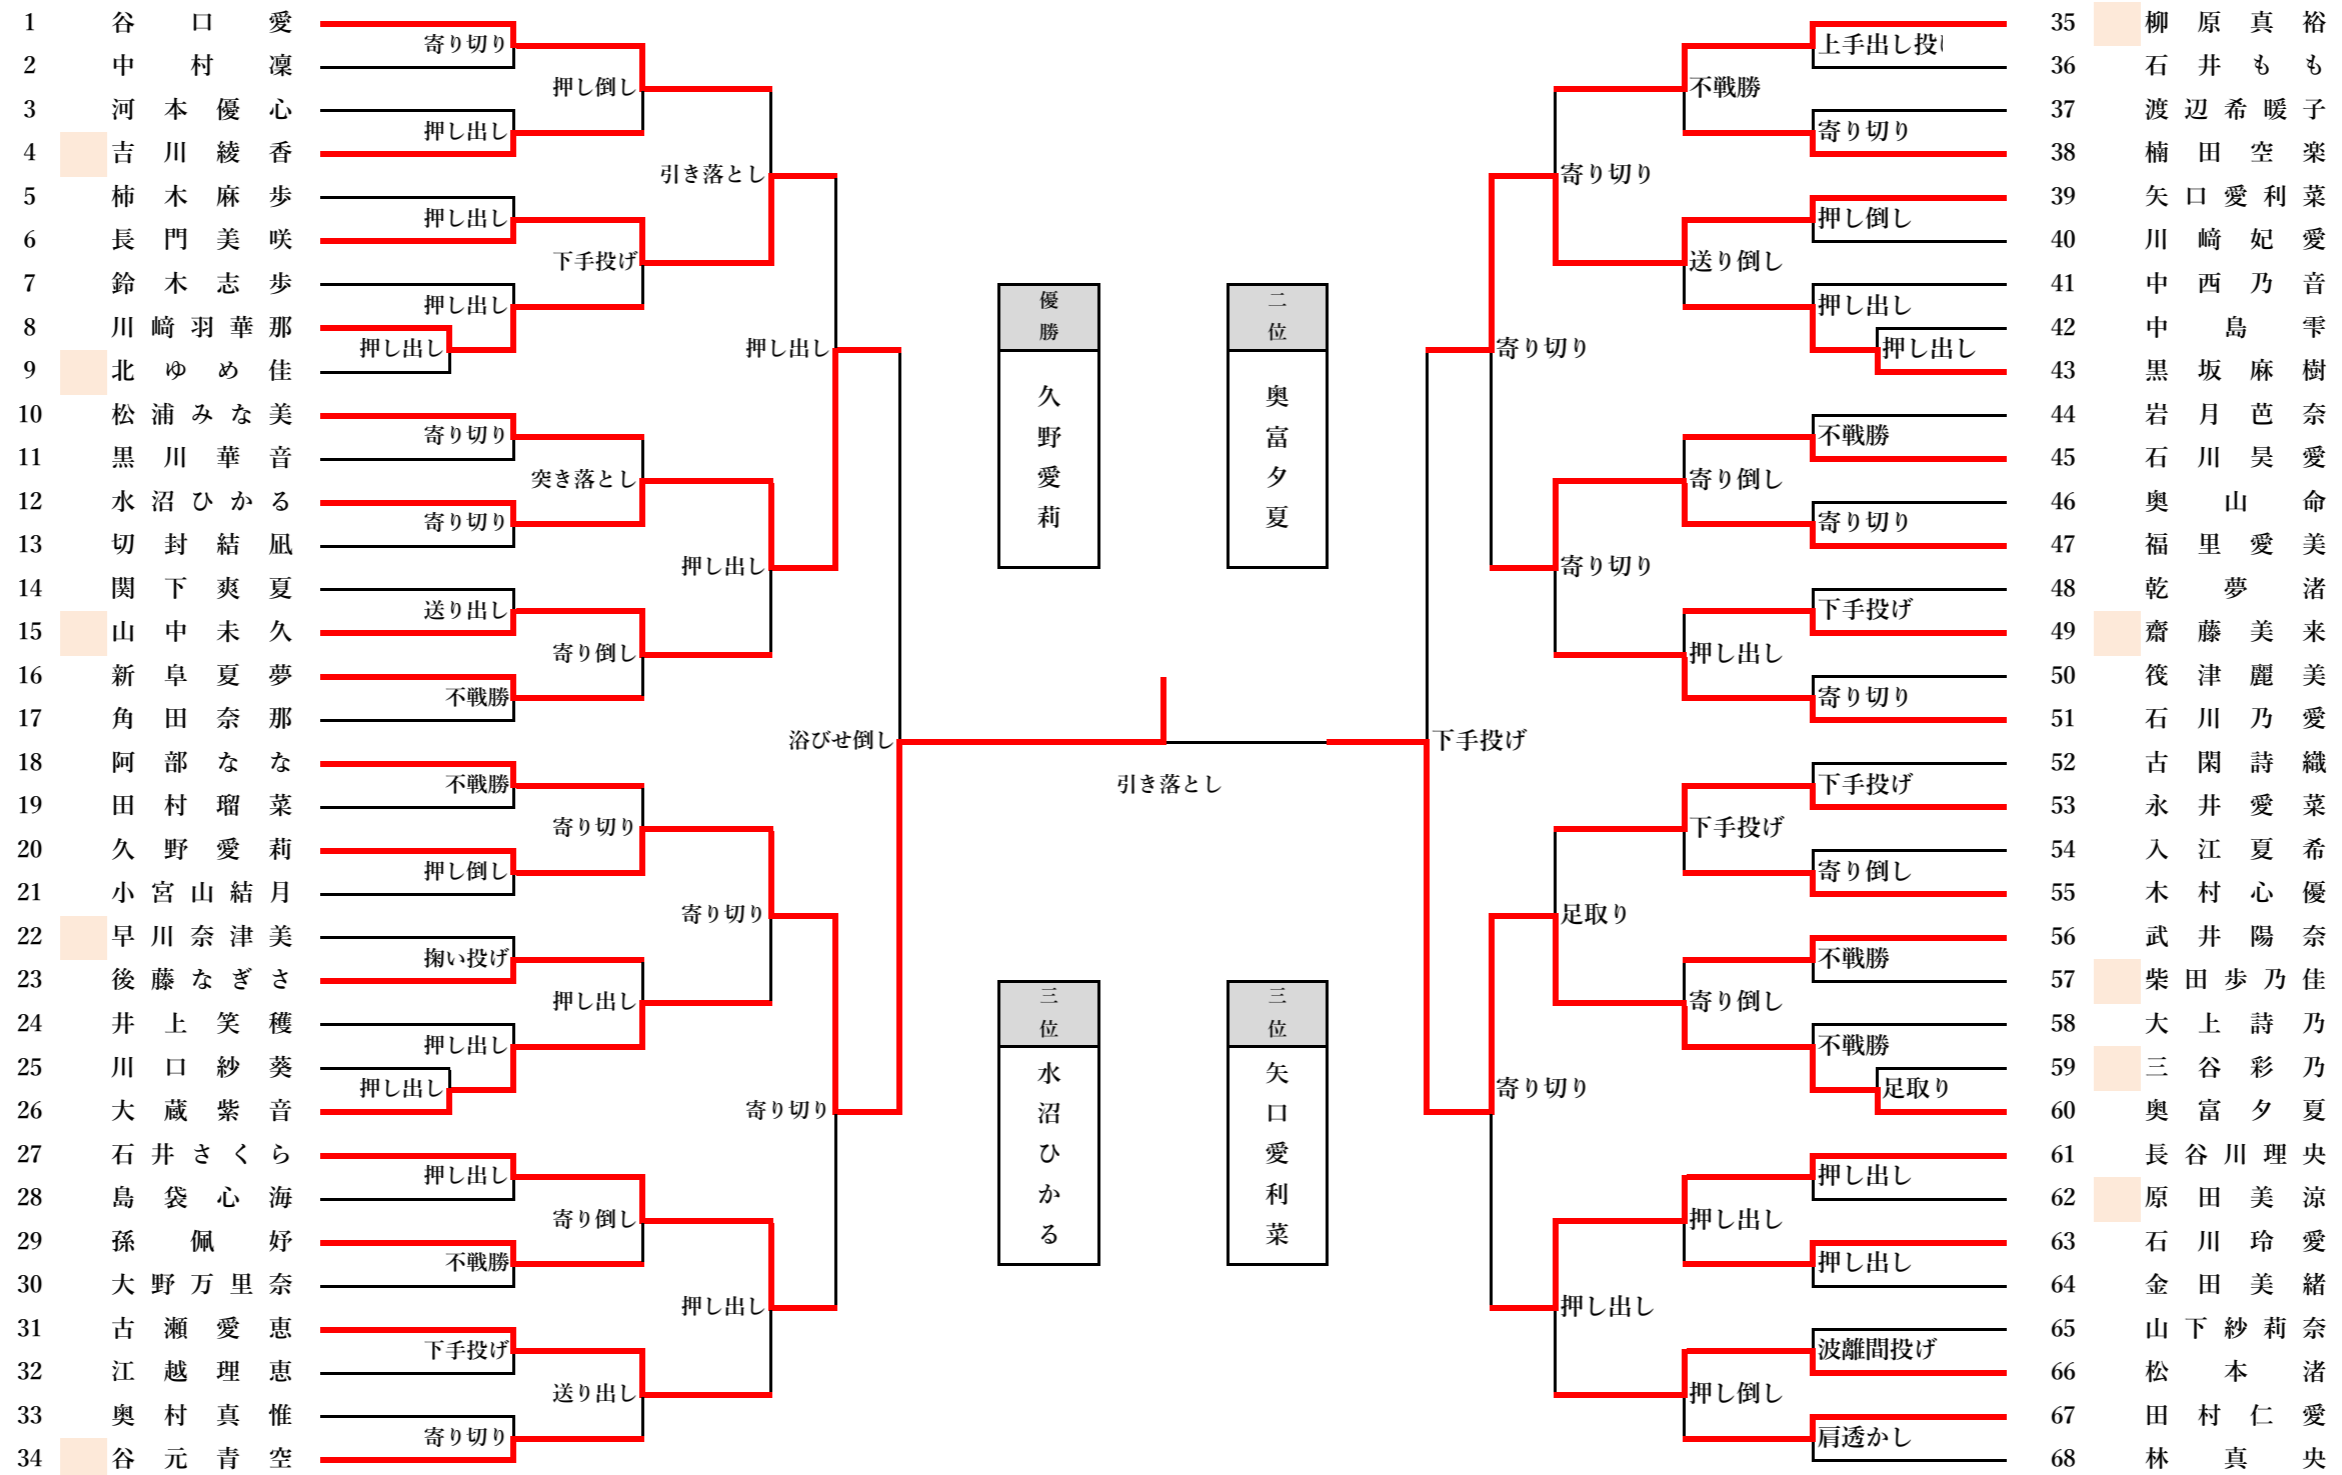 1 谷口愛
2 中村凜
3 河本優心
4 吉川綾香
5 柿木麻歩
6 長門美咲
7 鈴木志歩
8 川﨑羽華那
9 北ゆめ佳
10 松浦みな美
11 黒川華音
12 水沼ひかる
13 切封結凪
14 関下爽夏
15 山中未久
16 新阜夏夢
17 角田奈那
18 阿部なな
19 田村瑠菜
20 久野愛莉
21 小宮山結月
22 早川奈津美
23 後藤なぎさ
24 井上笑穫
25 川口紗葵
26 大蔵紫音
27 石井さくら
28 島袋心海
29 孫佩妤
30 大野万里奈
31 古瀬愛恵
32 江越理恵
33 奥村真惟
34 谷元青空
寄り切り
押し出し
押し出し
押し出し
押し出し
寄り切り
寄り切り
送り出し
不戦勝
不戦勝
押し倒し
掬い投げ
押し出し
押し出し
押し出し
不戦勝
下手投げ
寄り切り
押し倒し
下手投げ
突き落とし
寄り倒し
寄り切り
押し出し
寄り倒し
送り出し
引き落とし
押し出し
寄り切り
押し出し
押し出し
寄り切り
浴びせ倒し
優勝
久野愛莉
二位
奥富夕夏
引き落とし
三位
水沼ひかる
三位
矢口愛利菜
下手投げ
寄り切り
寄り切り
寄り切り
寄り切り
足取り
押し出し
不戦勝
送り倒し
寄り倒し
押し出し
下手投げ
寄り倒し
押し出し
押し倒し
上手出し投
寄り切り
押し倒し
押し出し
押し出し
不戦勝
寄り切り
下手投げ
寄り切り
下手投げ
寄り倒し
不戦勝
不戦勝
足取り
押し出し
押し出し
波離間投げ
肩透かし
35 柳原真裕
36 石井もも
37 渡辺希暖子
38 楠田空楽
39 矢口愛利菜
40 川﨑妃愛
41 中西乃音
42 中島雫
43 黒坂麻樹
44 岩月芭奈
45 石川昊愛
46 奥山命
47 福里愛美
48 乾夢渚
49 齋藤美来
50 筏津麗美
51 石川乃愛
52 古閑詩織
53 永井愛菜
54 入江夏希
55 木村心優
56 武井陽奈
57 柴田歩乃佳
58 大上詩乃
59 三谷彩乃
60 奥富夕夏
61 長谷川理央
62 原田美涼
63 石川玲愛
64 金田美緒
65 山下紗莉奈
66 松本渚
67 田村仁愛
68 林真央